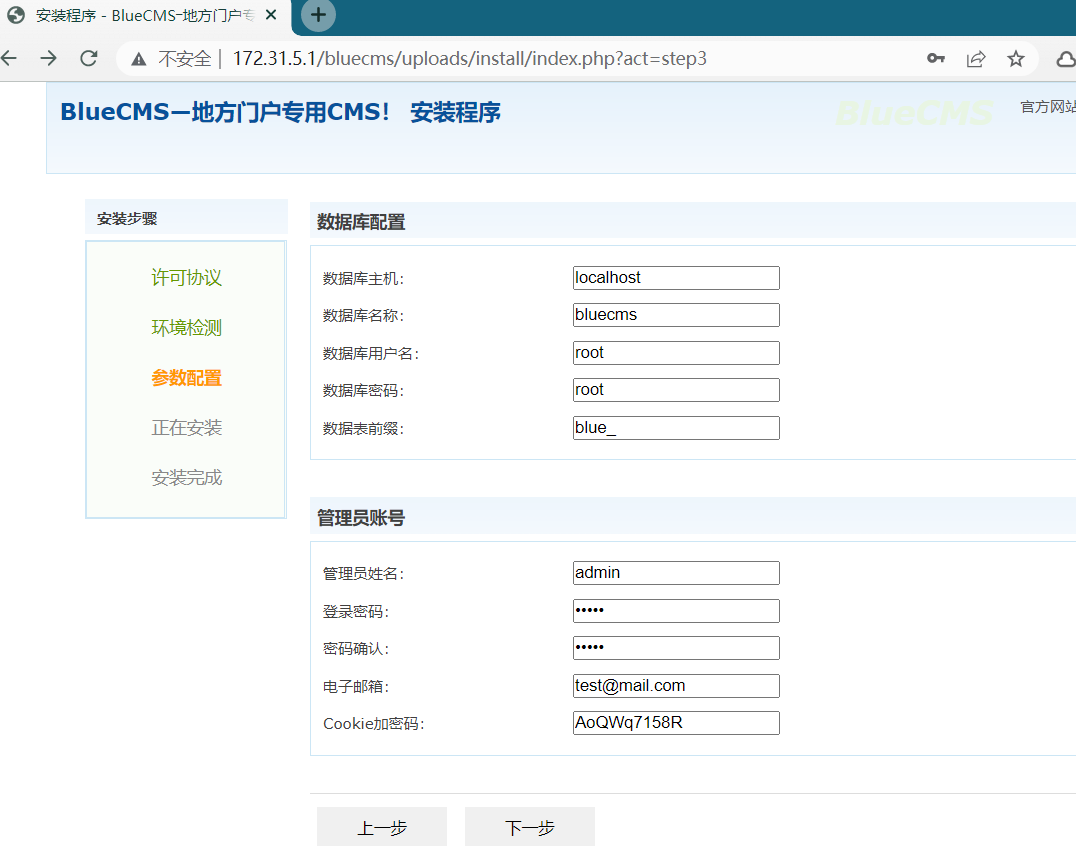 安装程序 - BlueCMS-地方门户专
不安全 172.31.5.1/bluecms/uploads/install/index.php?act=step3
BlueCMS—地方门户专用CMS! 安装程序
BlueCMS
官方网站
安装步骤
许可协议
环境检测
参数配置
正在安装
安装完成
数据库配置
数据库主机: localhost
数据库名称: bluecms
数据库用户名: root
数据库密码: root
数据表前缀: blue_
管理员账号
管理员姓名: admin
登录密码: •••••
密码确认: •••••
电子邮箱: test@mail.com
Cookie加密码: AoQWq7158R
上一步 下一步